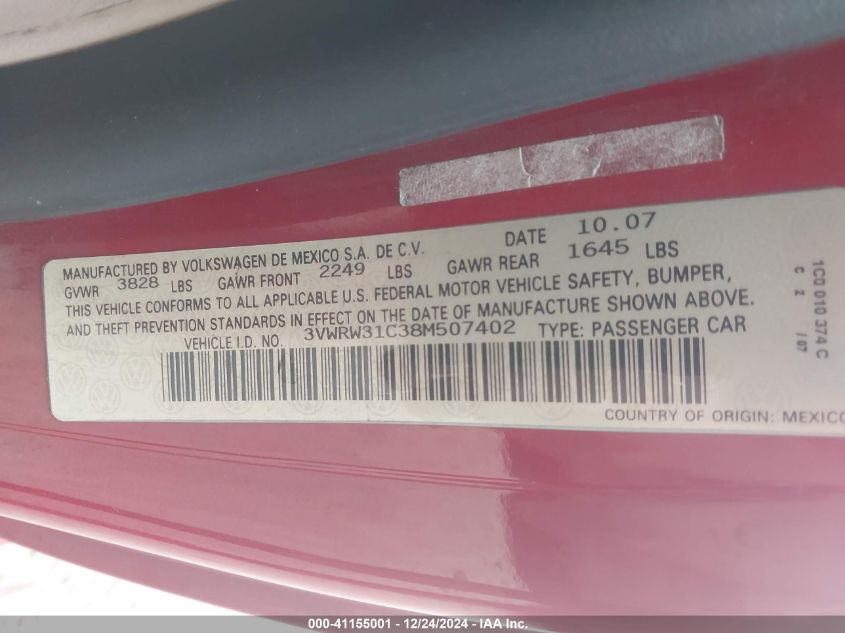 MANUFACTURED BY VOLKSWAGEN DE MEXICO S.A. DE C.V. DATE 10.07
GVWR 3828 LBS GAWR FRONT 2249 LBS GAWR REAR 1645 LBS
THIS VEHICLE CONFORMS TO ALL APPLICABLE U.S. FEDERAL MOTOR VEHICLE SAFETY, BUMPER,
AND THEFT PREVENTION STANDARDS IN EFFECT ON THE DATE OF MANUFACTURE SHOWN ABOVE.
VEHICLE I.D. NO. 3VWRW31C38M507402 TYPE: PASSENGER CAR
COUNTRY OF ORIGIN: MEXICO
1C0 010 374 C
C 2 / 07
000-41155001 - 12/24/2024 - IAA Inc.